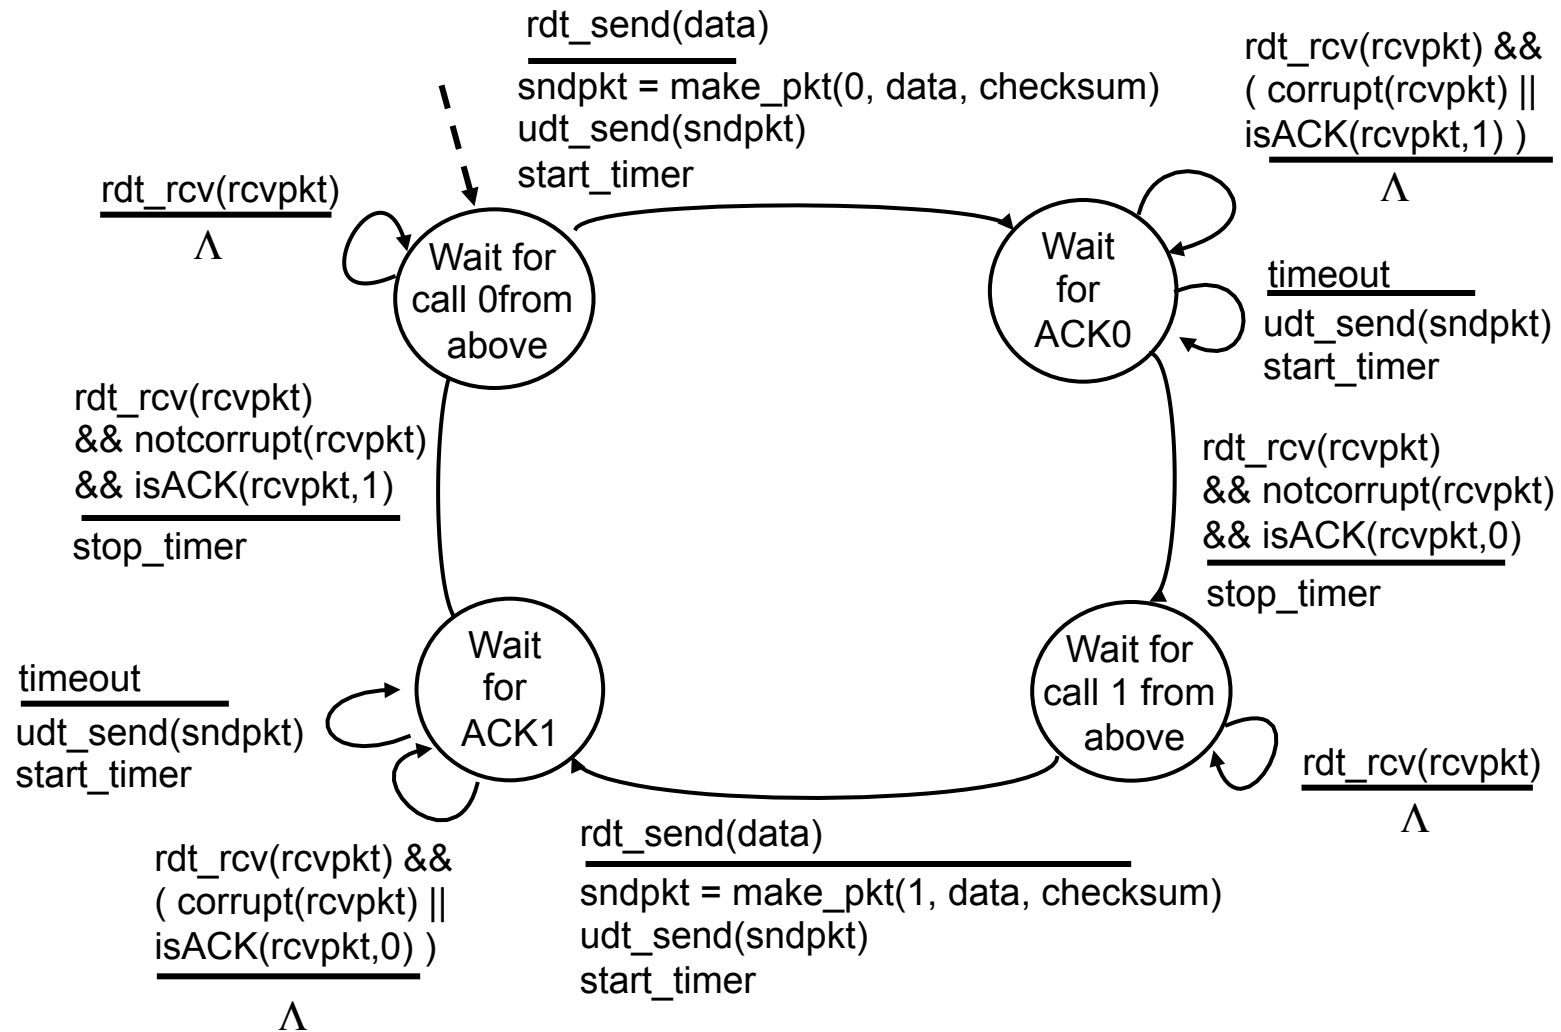 rdt_send(data)
sndpkt = make_pkt(0, data, checksum)
udt_send(sndpkt)
start_timer
rdt_rcv(rcvpkt) &&
( corrupt(rcvpkt) ||
isACK(rcvpkt,1) )
Λ
rdt_rcv(rcvpkt)
Λ
Wait for
call 0from
above
Wait
for
ACK0
timeout
udt_send(sndpkt)
start_timer
rdt_rcv(rcvpkt)
&& notcorrupt(rcvpkt)
&& isACK(rcvpkt,1)
stop_timer
rdt_rcv(rcvpkt)
&& notcorrupt(rcvpkt)
&& isACK(rcvpkt,0)
stop_timer
timeout
udt_send(sndpkt)
start_timer
Wait
for
ACK1
Wait for
call 1 from
above
rdt_rcv(rcvpkt)
Λ
rdt_rcv(rcvpkt) &&
( corrupt(rcvpkt) ||
isACK(rcvpkt,0) )
Λ
rdt_send(data)
sndpkt = make_pkt(1, data, checksum)
udt_send(sndpkt)
start_timer